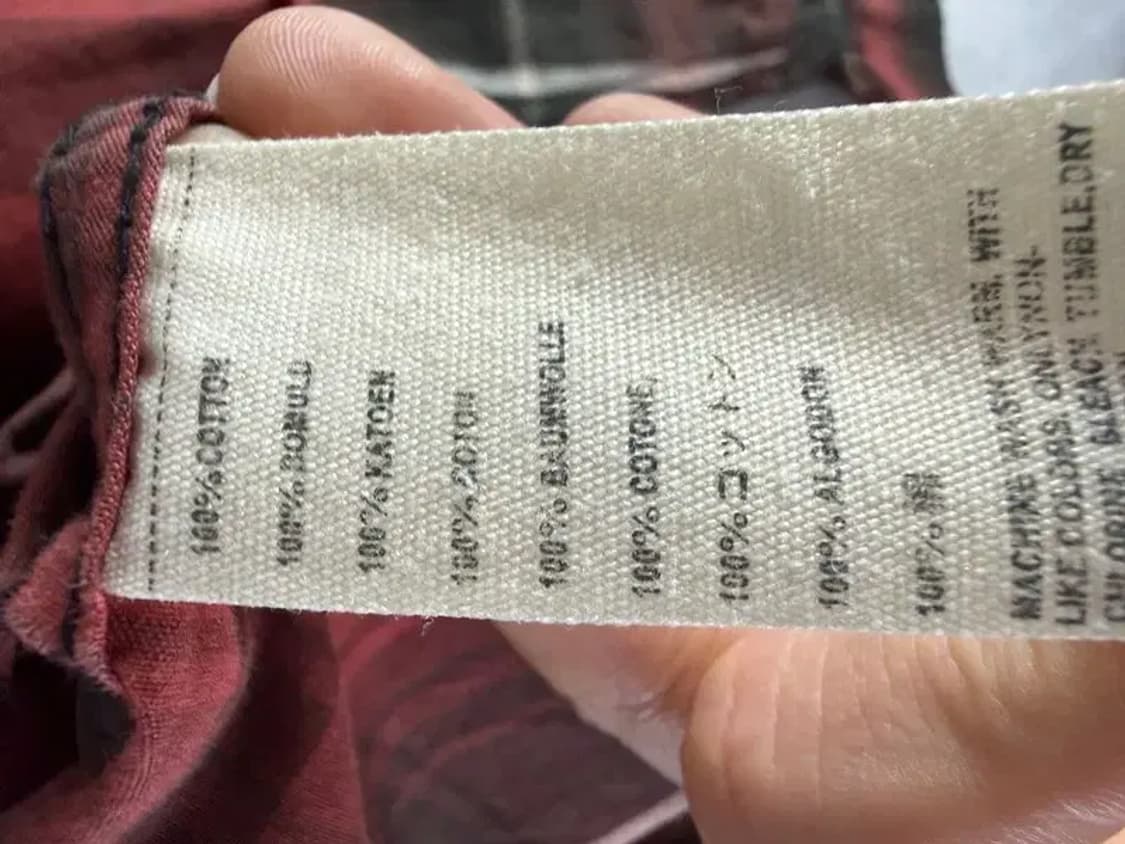 100% COTTON
100% BOMULD
100% KATOEN
100% COTON
100% BAUMWOLLE
100% COTONE
100% コットン
100% ALGODON
100% 綿
MACHINE WASH WARM, WITH
LIKE COLORS. ONLY NON-
CHLORINE BLEACH TUMBLE DRY